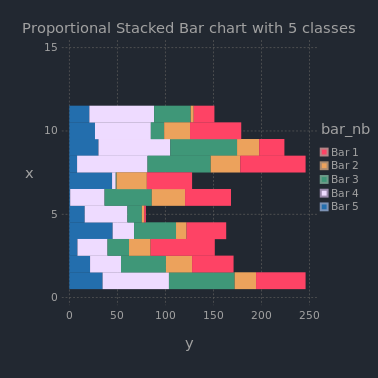 Proportional Stacked Bar chart with 5 classes
15
10
5
0
x
0 50 100 150 200 250
y
bar_nb
Bar 1
Bar 2
Bar 3
Bar 4
Bar 5